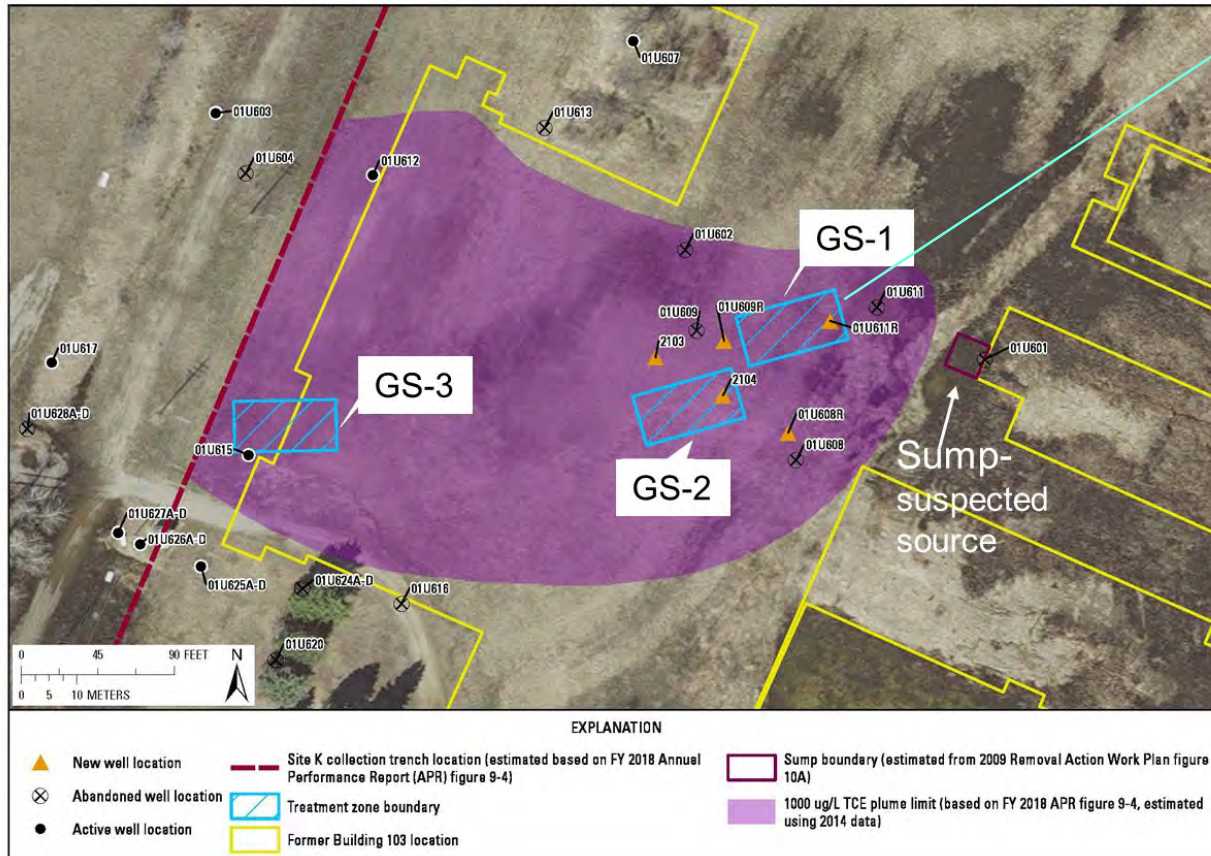 01U607
01U603
01U613
01U604
01U612
01U602
GS-1
01U611
01U609
01U609R
01U611R
2103
01U601
01U617
GS-3
2104
01U628A-D
01U608R
01U615
01U608
GS-2
Sump-
suspected
source
01U627A-D
01U626A-D
01U625A-D
01U624A-D
01U616
01U620
0 45 90 FEET
N
0 5 10 METERS
EXPLANATION
New well location
Abandoned well location
Active well location
Site K collection trench location (estimated based on FY 2018 Annual
Performance Report (APR) figure 9-4)
Treatment zone boundary
Former Building 103 location
Sump boundary (estimated from 2009 Removal Action Work Plan figure
10A)
1000 ug/L TCE plume limit (based on FY 2018 APR figure 9-4, estimated
using 2014 data)